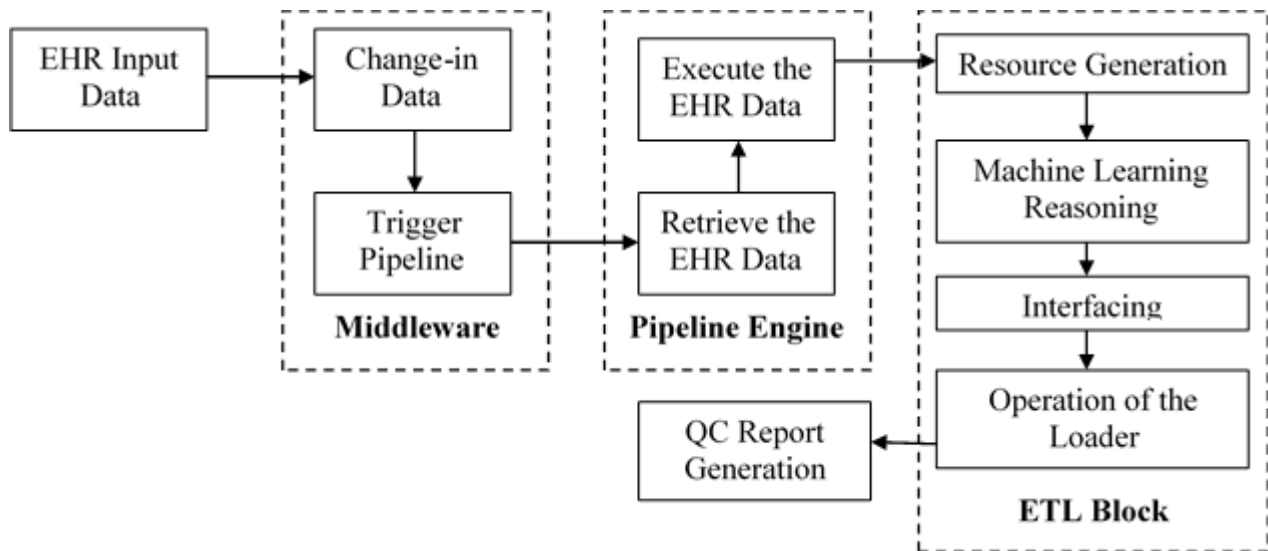 EHR Input
Data
Change-in
Data
Trigger
Pipeline
Middleware
Execute the
EHR Data
Retrieve the
EHR Data
Pipeline Engine
Resource Generation
Machine Learning
Reasoning
Interfacing
Operation of the
Loader
ETL Block
QC Report
Generation